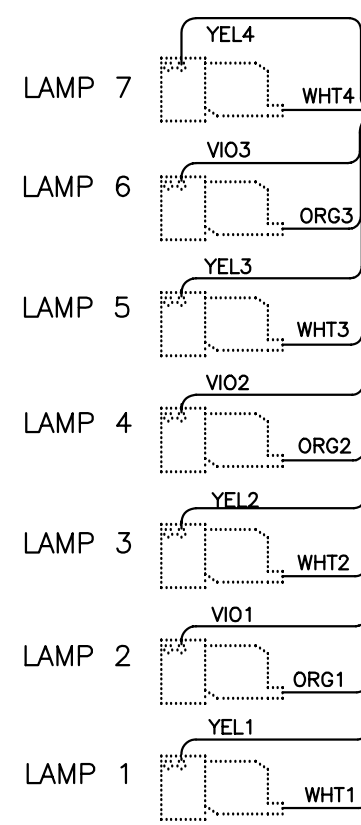 YEL4
LAMP 7
WHT4
VIO3
LAMP 6
ORG3
YEL3
LAMP 5
WHT3
VIO2
LAMP 4
ORG2
YEL2
LAMP 3
WHT2
VIO1
LAMP 2
ORG1
YEL1
LAMP 1
WHT1